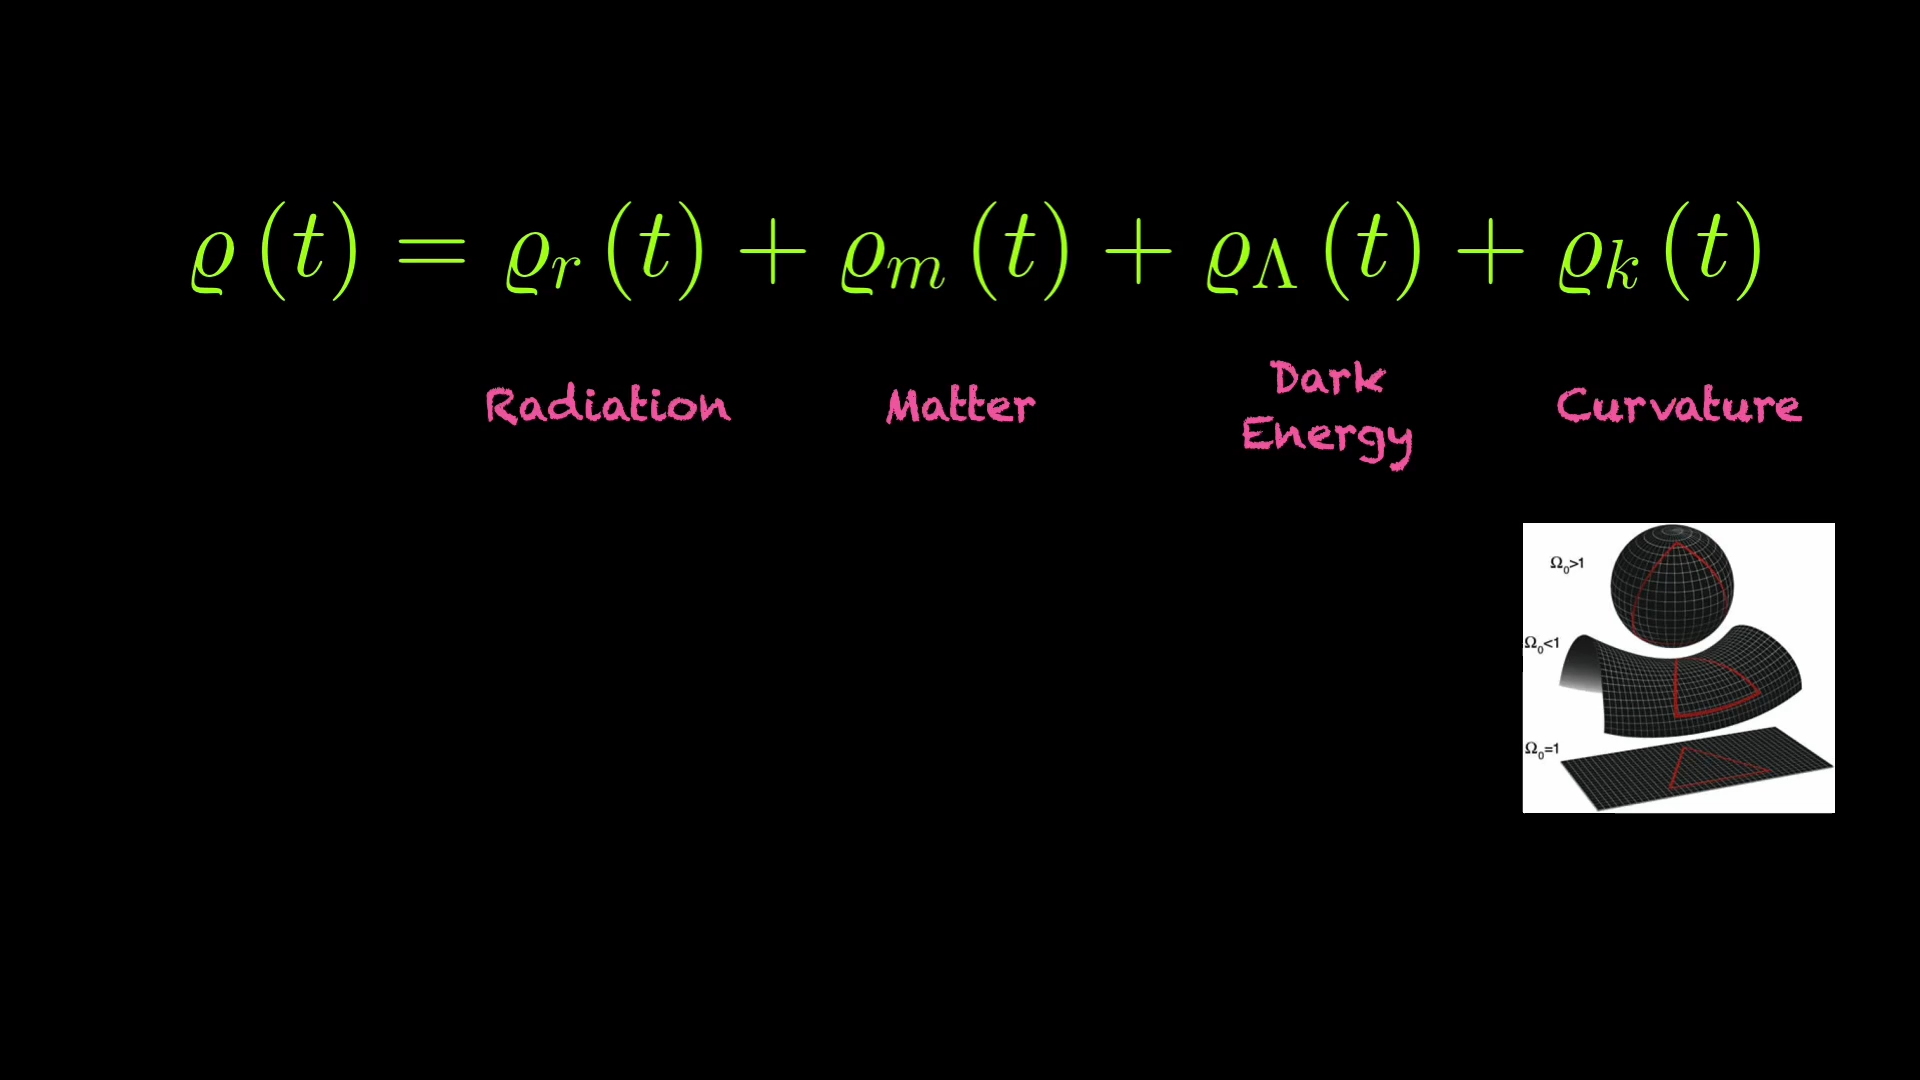 ϱ (t) = ϱ_r (t) + ϱ_m (t) + ϱ_Λ (t) + ϱ_k (t)
Radiation
Matter
Dark
Energy
Curvature
Ω₀>1
Ω₀<1
Ω₀=1